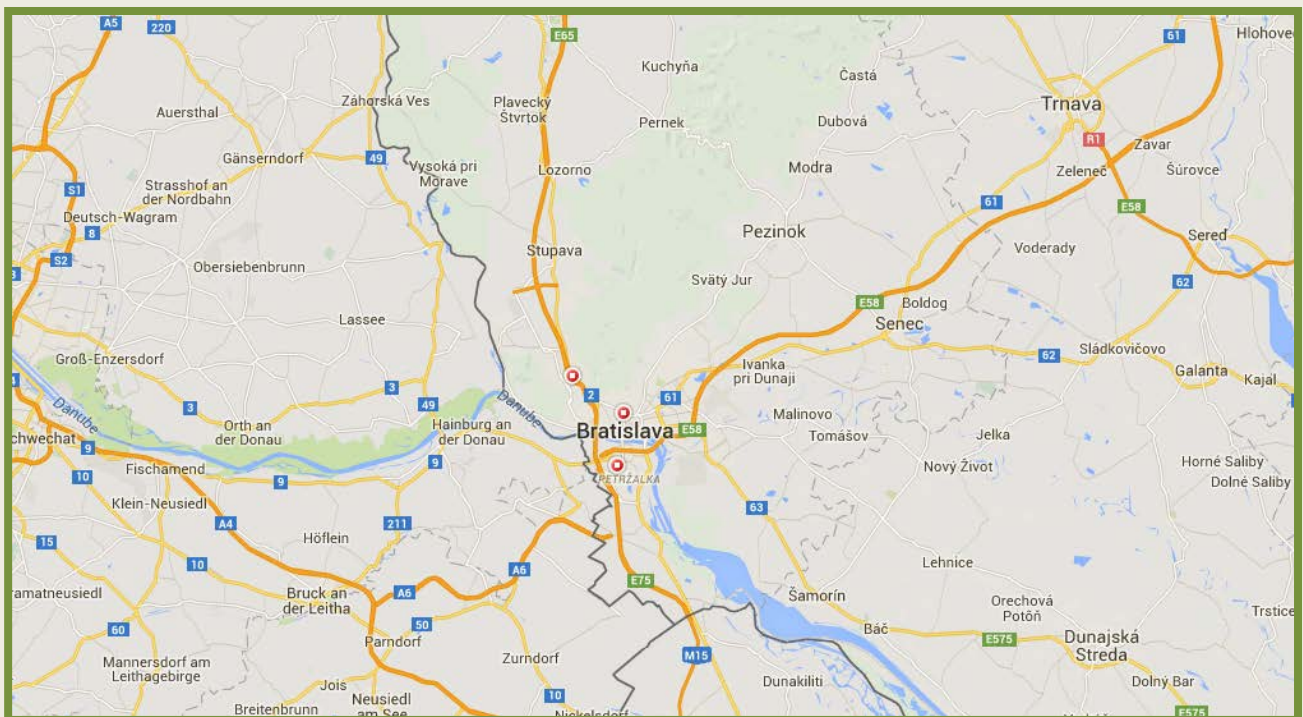 A5
220
E65
61
Hlohovec
Kuchyňa
Častá
Záhorská Ves
Plavecký
Štvrtok
Trnava
Auersthal
Pernek
Dubová
R1
Zavar
Gänserndorf
49
Vysoká pri
Morave
Lozorno
Modra
Zeleneč
Šúrovce
S1
Strasshof an
der Nordbahn
61
E58
Deutsch-Wagram
8
Pezinok
Sereď
S2
Stupava
Voderady
Obersiebenbrunn
Svätý Jur
62
E58
Boldog
Lassee
Senec
Groß-Enzersdorf
62
Sládkovičovo
Ivanka
pri Dunaji
Galanta
Kajal
3
2
61
Danube
3
49
Danube
Orth an
der Donau
Hainburg an
der Donau
Bratislava
E58
Malinovo
Tomášov
Jelka
chwechat
9
9
Fischamend
10
9
PETRŽALKA
Nový Život
Horné Saliby
Dolné Saliby
Klein-Neusiedl
A4
211
63
15
Höflein
10
A6
E75
Lehnice
ramatneusiedl
Bruck an
der Leitha
A6
50
Šamorín
Orechová
Potôň
Trstice
60
Báč
E575
Dunajská
Streda
Parndorf
M15
Mannersdorf am
Leithagebirge
Zurndorf
Jois
Dunakiliti
Dolný Bar
10
Breitenbrunn
Neusiedl
am See
Nickelsdorf
E575